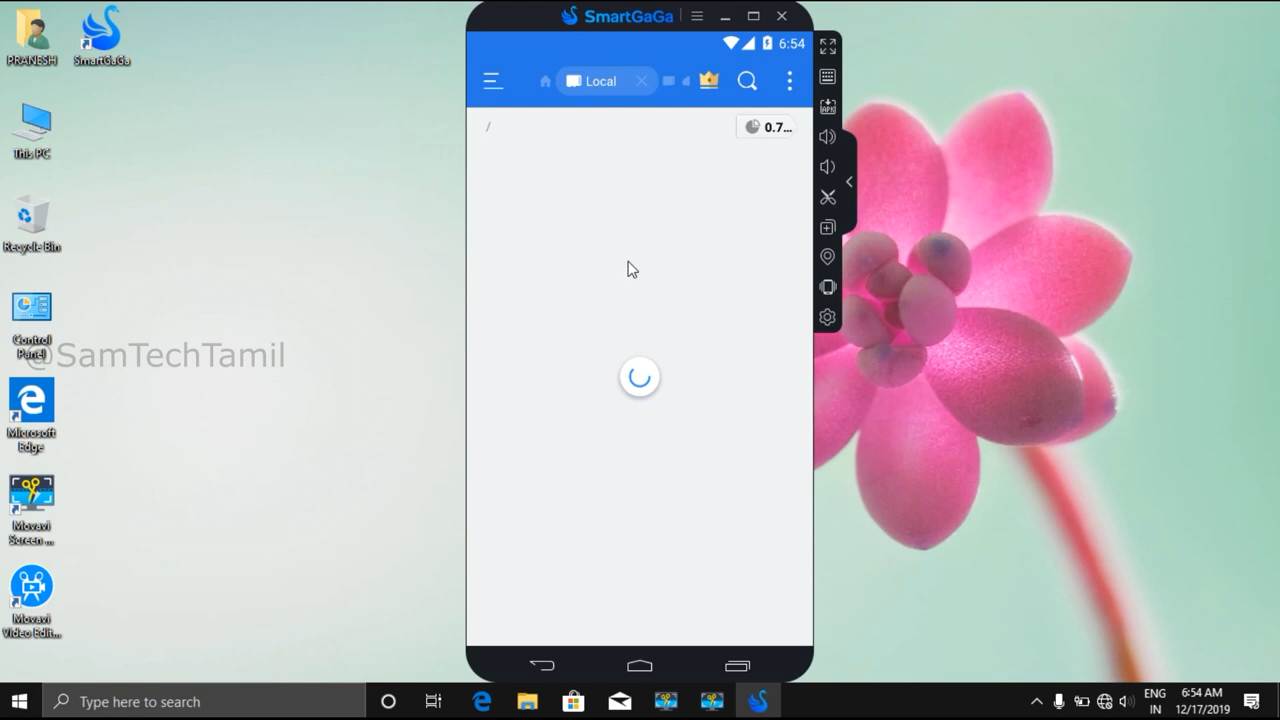 SmartGaGa
PRANESH
SmartGaGa
6:54
Local
/
0.7...
APK
This PC
Recycle Bin
Control
Panel
@SamTechTamil
Microsoft
Edge
Movavi
Screen ...
Movavi
Video Edit...
Type here to search
ENG
IN
6:54 AM
12/17/2019